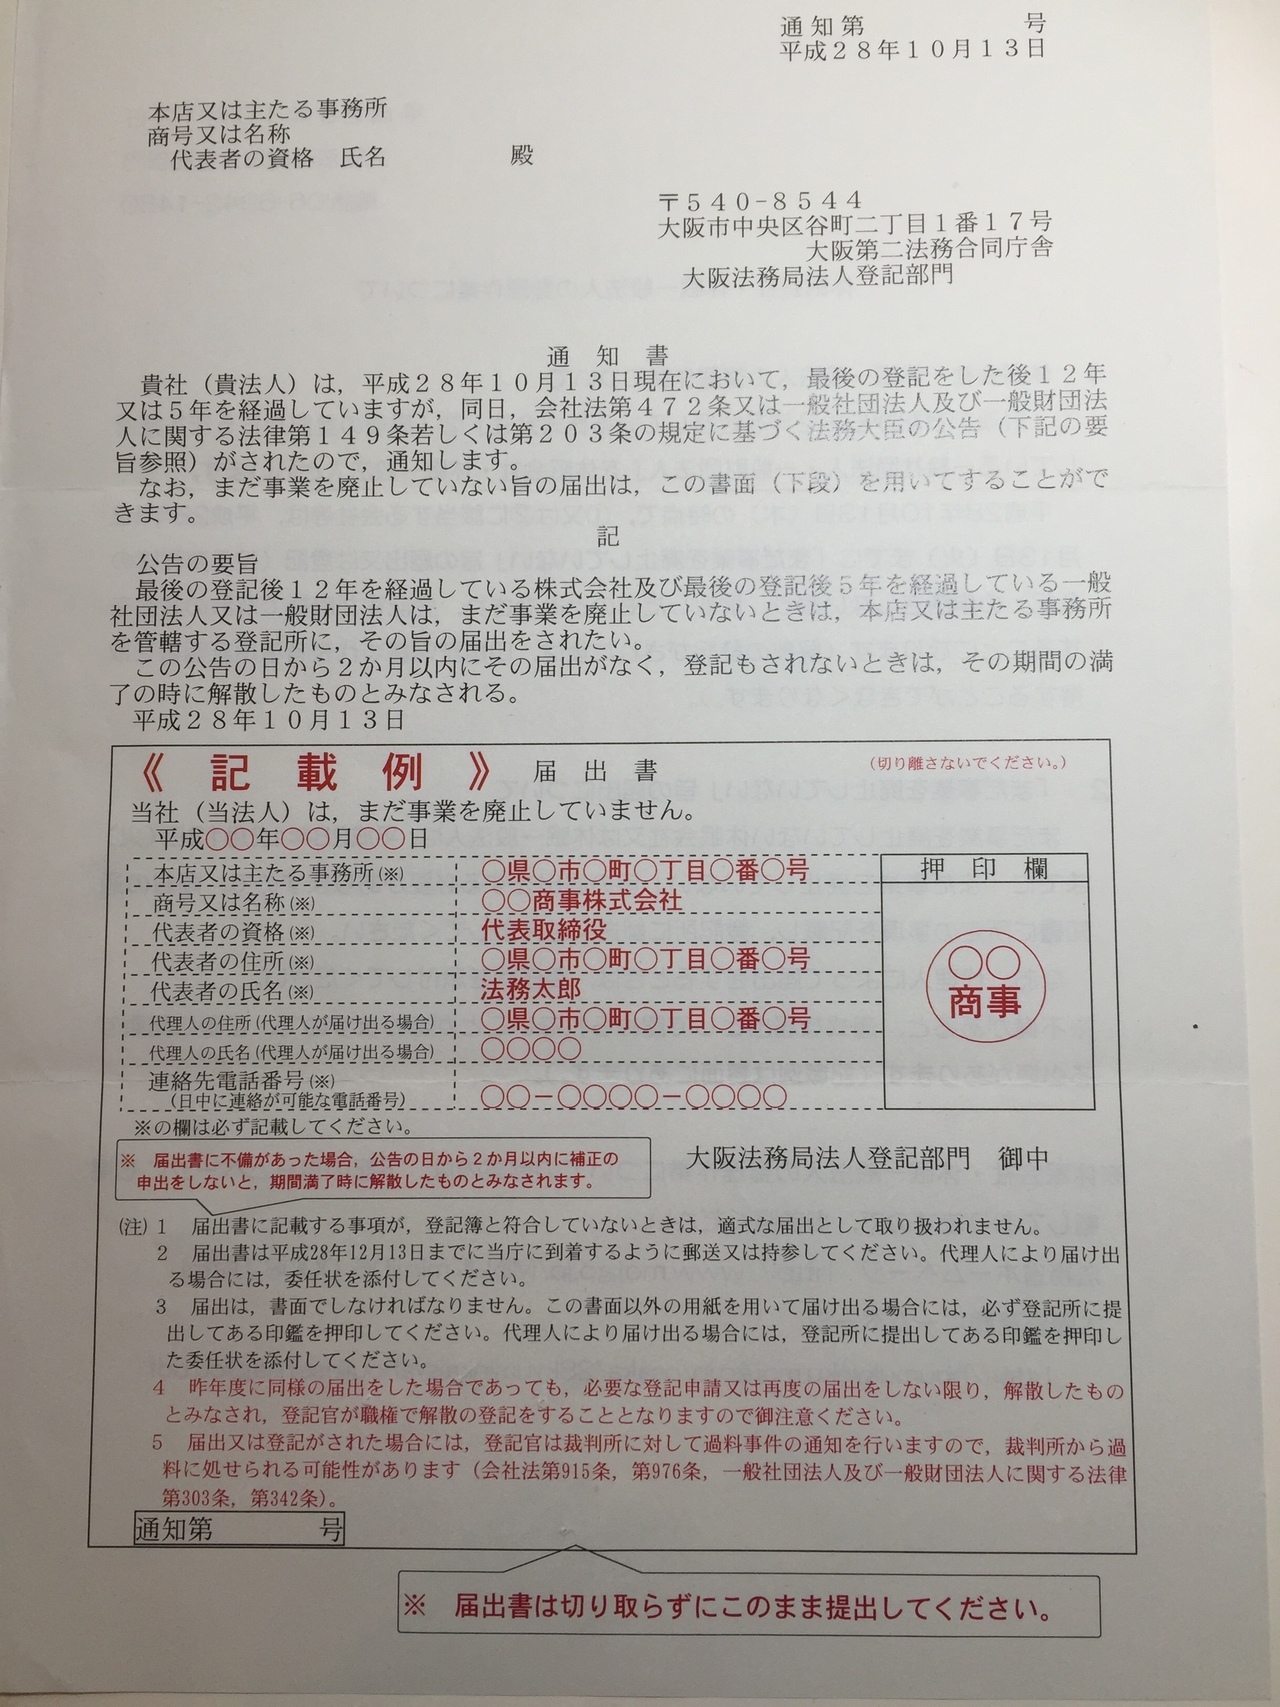 通知第　　　　　　号
平成２８年１０月１３日
本店又は主たる事務所
商号又は名称
代表者の資格　氏名　　　　　殿
〒５４０－８５４４
大阪市中央区谷町二丁目１番１７号
大阪第二法務合同庁舎
大阪法務局法人登記部門
通　知　書
貴社（貴法人）は，平成２８年１０月１３日現在において，最後の登記をした後１２年
又は５年を経過していますが，同日，会社法第４７２条又は一般社団法人及び一般財団法
人に関する法律第１４９条若しくは第２０３条の規定に基づく法務大臣の公告（下記の要
旨参照）がされたので，通知します。
なお，まだ事業を廃止していない旨の届出は，この書面（下段）を用いてすることがで
きます。
記
公告の要旨
最後の登記後１２年を経過している株式会社及び最後の登記後５年を経過している一般
社団法人又は一般財団法人は，まだ事業を廃止していないときは，本店又は主たる事務所
を管轄する登記所に，その旨の届出をされたい。
この公告の日から２か月以内にその届出がなく，登記もされないときは，その期間の満
了の時に解散したものとみなされる。
平成２８年１０月１３日
《　記　載　例　》　届　出　書　（切り離さないでください。）
当社（当法人）は，まだ事業を廃止していません。
平成○○年○○月○○日
本店又は主たる事務所（※）　○県○市○町○丁目○番○号　押　印　欄
商号又は名称（※）　○○商事株式会社
代表者の資格（※）　代表取締役
代表者の住所（※）　○県○市○町○丁目○番○号
代表者の氏名（※）　法務太郎
○○
商事
代理人の住所（代理人が届け出る場合）　○県○市○町○丁目○番○号
代理人の氏名（代理人が届け出る場合）　○○○○
連絡先電話番号（※）
（日中に連絡が可能な電話番号）　○○－○○○○－○○○○
※の欄は必ず記載してください。
※　届出書に不備があった場合，公告の日から２か月以内に補正の
申出をしないと，期間満了時に解散したものとみなされます。
大阪法務局法人登記部門　御中
（注）１　届出書に記載する事項が，登記簿と符合していないときは，適式な届出として取り扱われません。
２　届出書は平成28年12月13日までに当庁に到着するように郵送又は持参してください。代理人により届け出
る場合には，委任状を添付してください。
３　届出は，書面でしなければなりません。この書面以外の用紙を用いて届け出る場合には，必ず登記所に提
出してある印鑑を押印してください。代理人により届け出る場合には，登記所に提出してある印鑑を押印し
た委任状を添付してください。
４　昨年度に同様の届出をした場合であっても，必要な登記申請又は再度の届出をしない限り，解散したもの
とみなされ，登記官が職権で解散の登記をすることとなりますので御注意ください。
５　届出又は登記がされた場合には，登記官は裁判所に対して過料事件の通知を行いますので，裁判所から過
料に処せられる可能性があります（会社法第915条，第976条，一般社団法人及び一般財団法人に関する法律
第303条，第342条）。
通知第　　　　　号
※　届出書は切り取らずにこのまま提出してください。